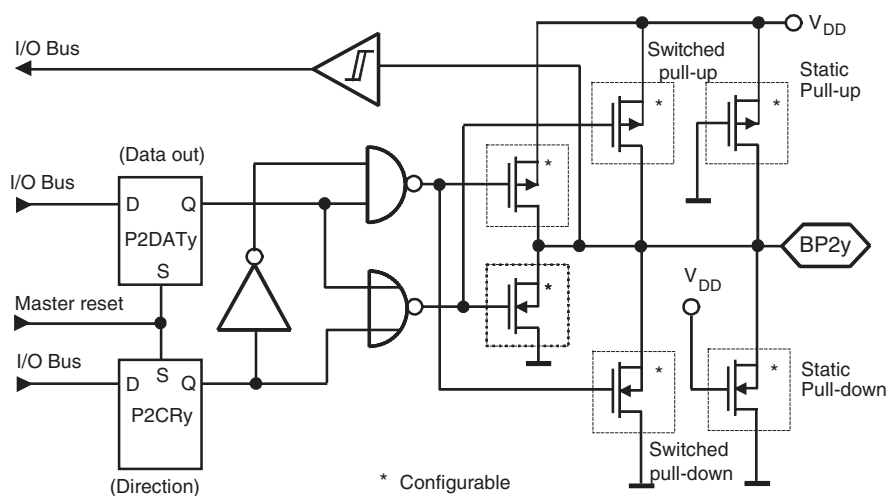 I/O Bus
V DD
Switched
pull-up
*
Static
Pull-up
*
(Data out)
I/O Bus
D Q
P2DATy
S
*
BP2y
Master reset
*
V DD
I/O Bus
S
D Q
P2CRy
*
*
Static
Pull-down
Switched
pull-down
(Direction)
* Configurable